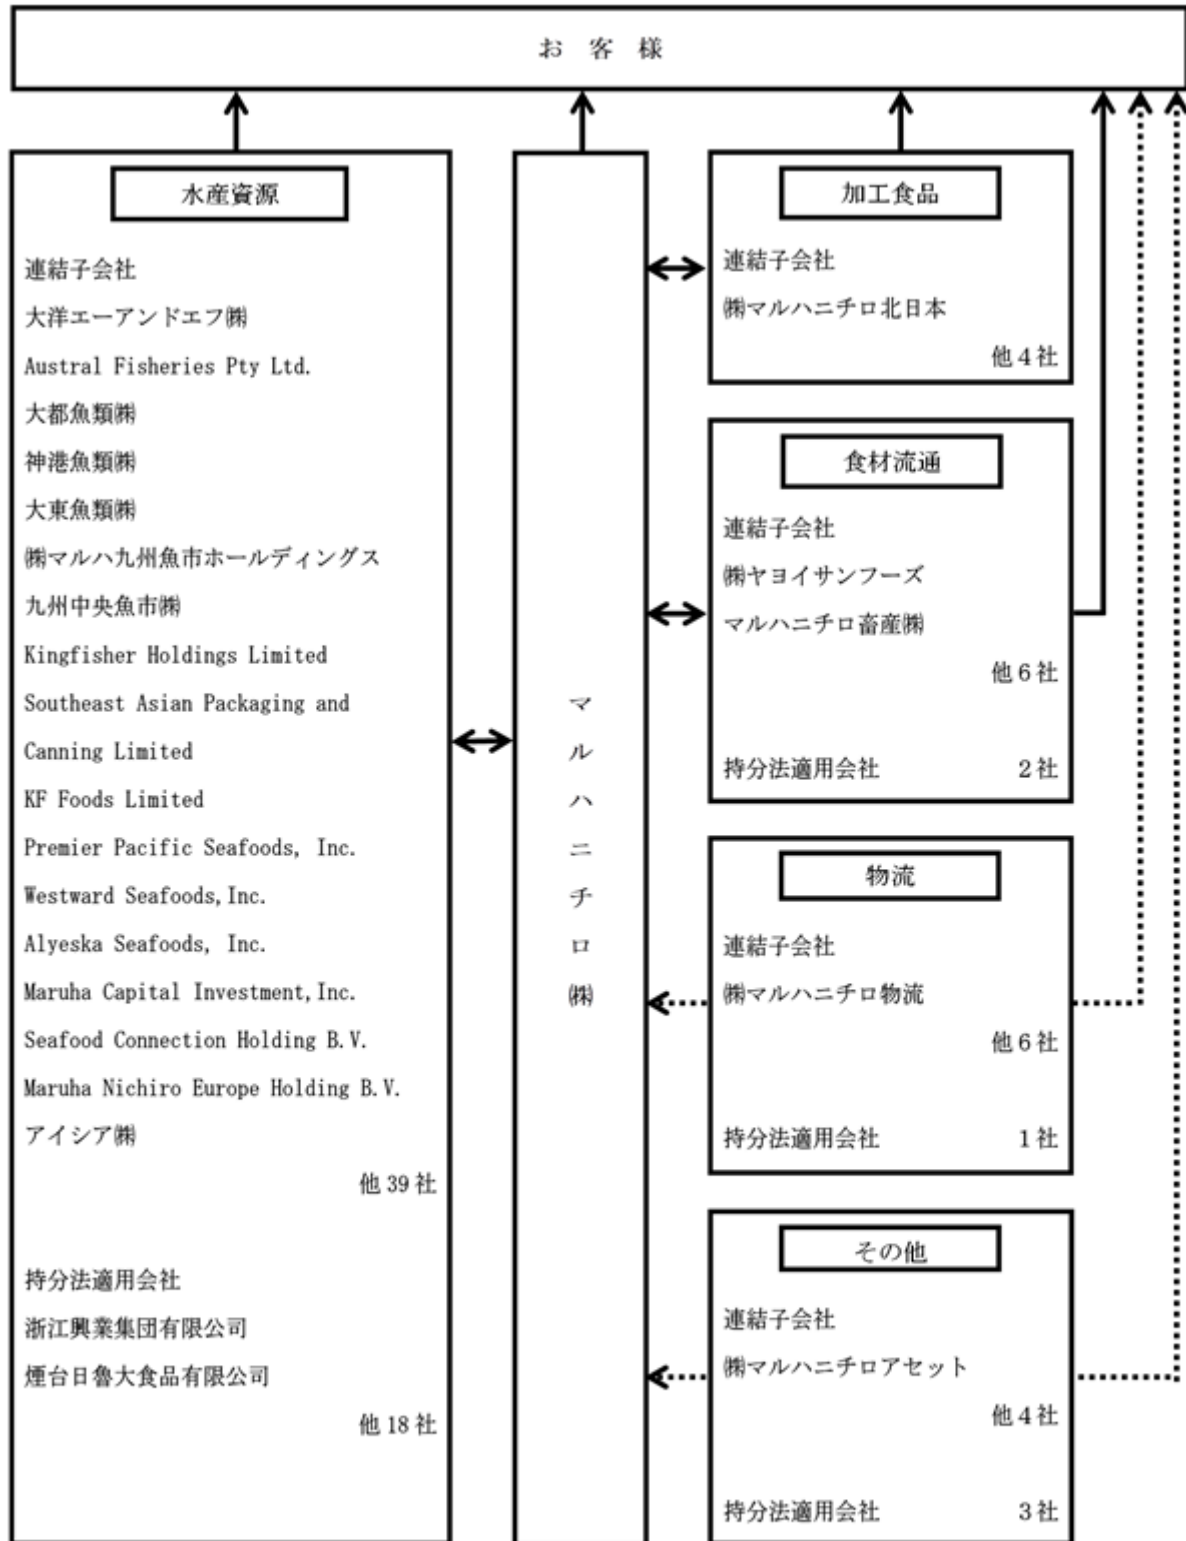 お客様
水産資源
連結子会社
大洋エーアンドエフ㈱
Austral Fisheries Pty Ltd.
大都魚類㈱
神港魚類㈱
大東魚類㈱
㈱マルハ九州魚市ホールディングス
九州中央魚市㈱
Kingfisher Holdings Limited
Southeast Asian Packaging and
Canning Limited
KF Foods Limited
Premier Pacific Seafoods, Inc.
Westward Seafoods,Inc.
Alyeska Seafoods, Inc.
Maruha Capital Investment,Inc.
Seafood Connection Holding B.V.
Maruha Nichiro Europe Holding B.V.
アイシア㈱
他39社
持分法適用会社
浙江興業集団有限公司
煙台日魯大食品有限公司
他18社
マルハニチロ㈱
加工食品
連結子会社
㈱マルハニチロ北日本
他4社
食材流通
連結子会社
㈱ヤヨイサンフーズ
マルハニチロ畜産㈱
他6社
持分法適用会社 2社
物流
連結子会社
㈱マルハニチロ物流
他6社
持分法適用会社 1社
その他
連結子会社
㈱マルハニチロアセット
他4社
持分法適用会社 3社